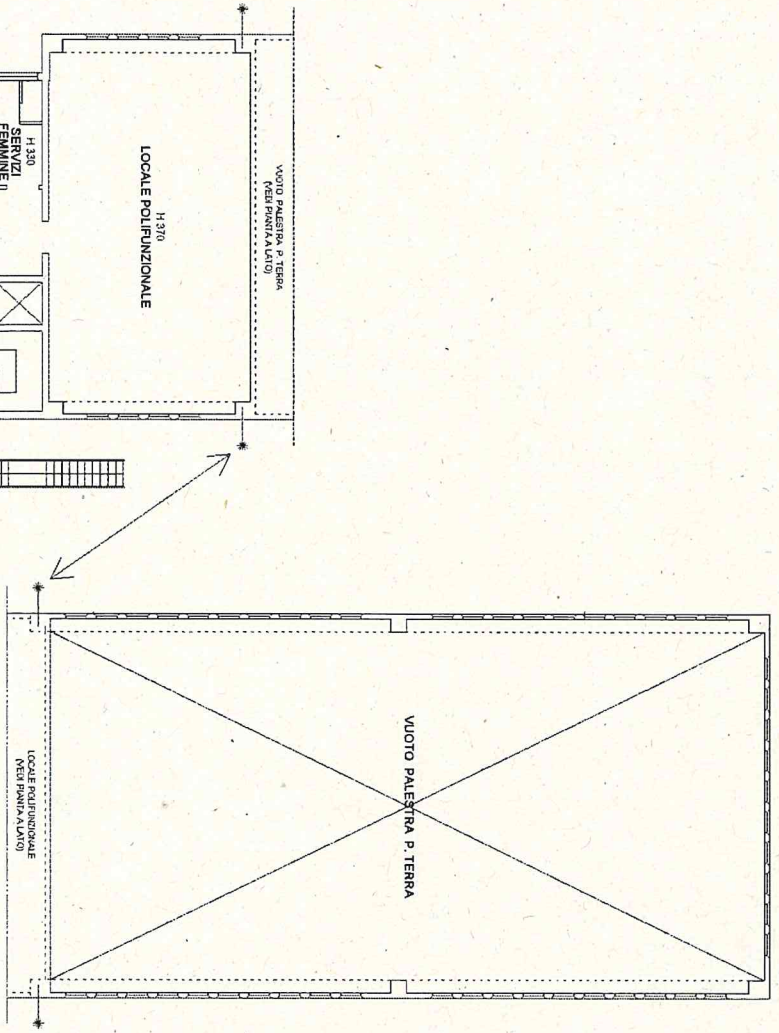 VUOTO PALESTRA P. TERRA
(VEDI PIANTA A LATO)
H 370
LOCALE POLIFUNZIONALE
H 330
SERVIZI
FEMMINE
VUOTO PALESTRA P. TERRA
LOCALE POLIFUNZIONALE
(VEDI PIANTA A LATO)